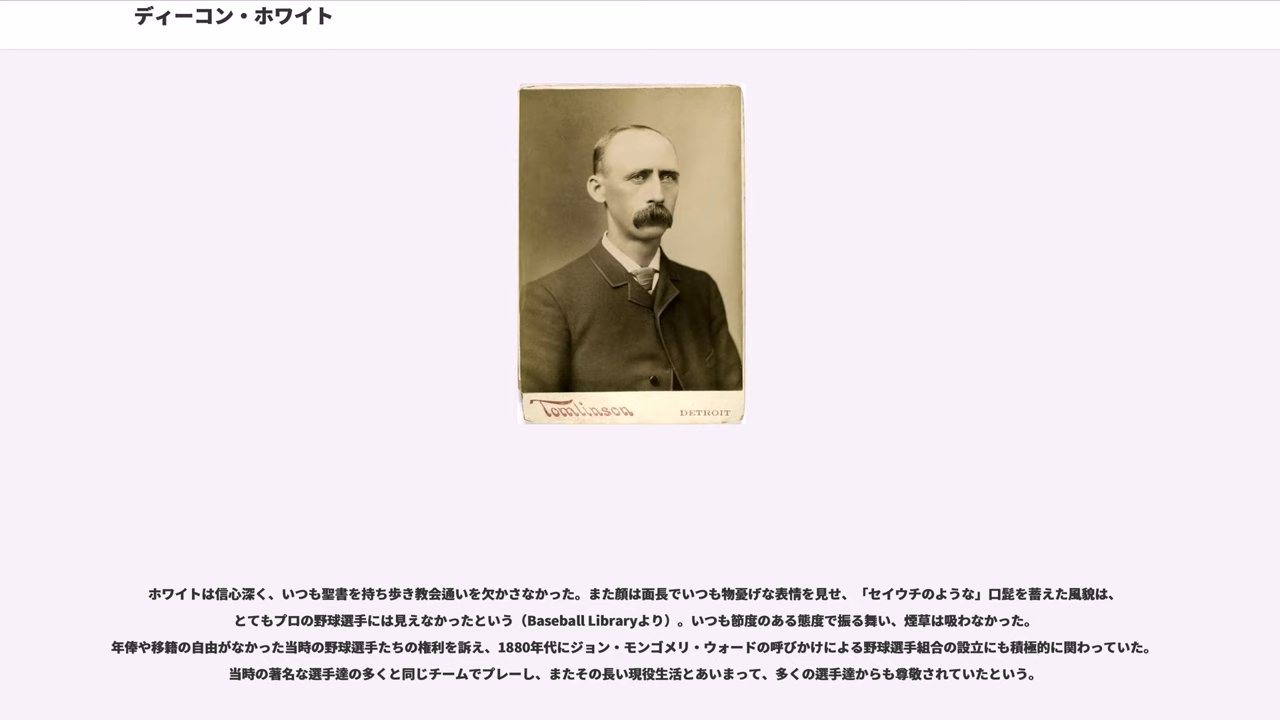 ディーコン・ホワイト
Tomlinson
DETROIT
ホワイトは信心深く、いつも聖書を持ち歩き教会通いを欠かさなかった。また顔は面長でいつも物憂げな表情を見せ、「セイウチのような」口髭を蓄えた風貌は、
とてもプロの野球選手には見えなかったという（Baseball Libraryより）。いつも節度のある態度で振る舞い、煙草は吸わなかった。
年俸や移籍の自由がなかった当時の野球選手たちの権利を訴え、1880年代にジョン・モンゴメリ・ウォードの呼びかけによる野球選手組合の設立にも積極的に関わっていた。
当時の著名な選手達の多くと同じチームでプレーし、またその長い現役生活とあいまって、多くの選手達からも尊敬されていたという。